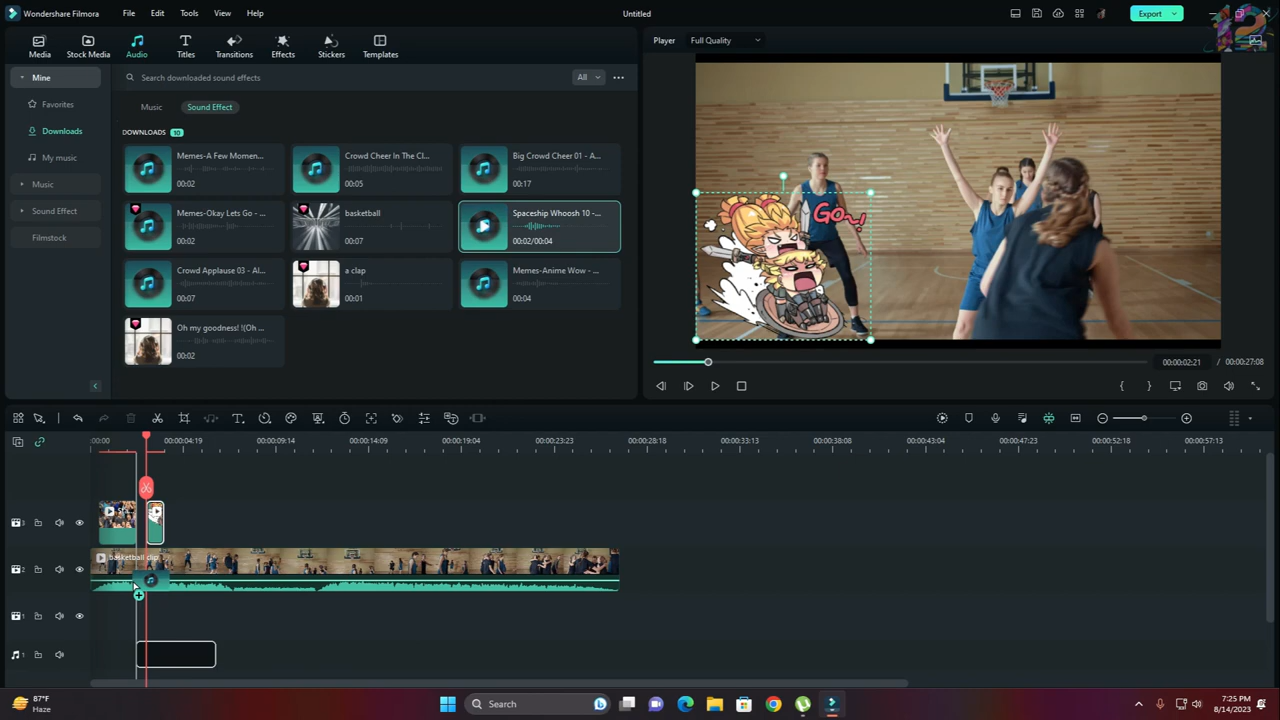 Wondershare Filmora File Edit Tools View Help Untitled Export
Media Stock Media Audio Titles Transitions Effects Stickers Templates
Player Full Quality
Mine
Search downloaded sound effects All
Favorites
Music Sound Effect
Downloads
DOWNLOADS 10
My music
Music
Sound Effect
Filmstock
Memes-A Few Momen...
00:02
Crowd Cheer In The Cl...
00:05
Big Crowd Cheer 01 - A...
00:17
Memes-Okay Lets Go - ...
00:02
basketball
00:07
Spaceship Whoosh 10 -...
00:02/00:04
Crowd Applause 03 - Al...
00:07
a clap
00:01
Memes-Anime Wow - ...
00:04
Oh my goodness! !(Oh ...
00:02
Go~!
00:00:02:21 / 00:00:27:08
:00:00 00:00:04:19 00:00:09:14 00:00:14:09 00:00:19:04 00:00:23:23 00:00:28:18 00:00:33:13 00:00:38:08 00:00:43:04 00:00:47:23 00:00:52:18 00:00:57:13
3
basketball clip
2
1
1
87°F
Haze
Search
7:25 PM
8/14/2023